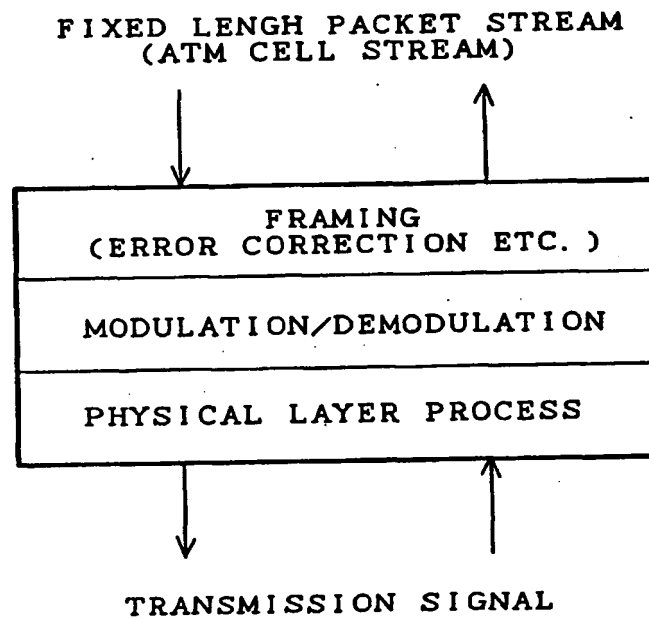 FIXED LENGH PACKET STREAM
(ATM CELL STREAM)
FRAMING
(ERROR CORRECTION ETC. )
MODULATION/DEMODULATION
PHYSICAL LAYER PROCESS
TRANSMISSION SIGNAL